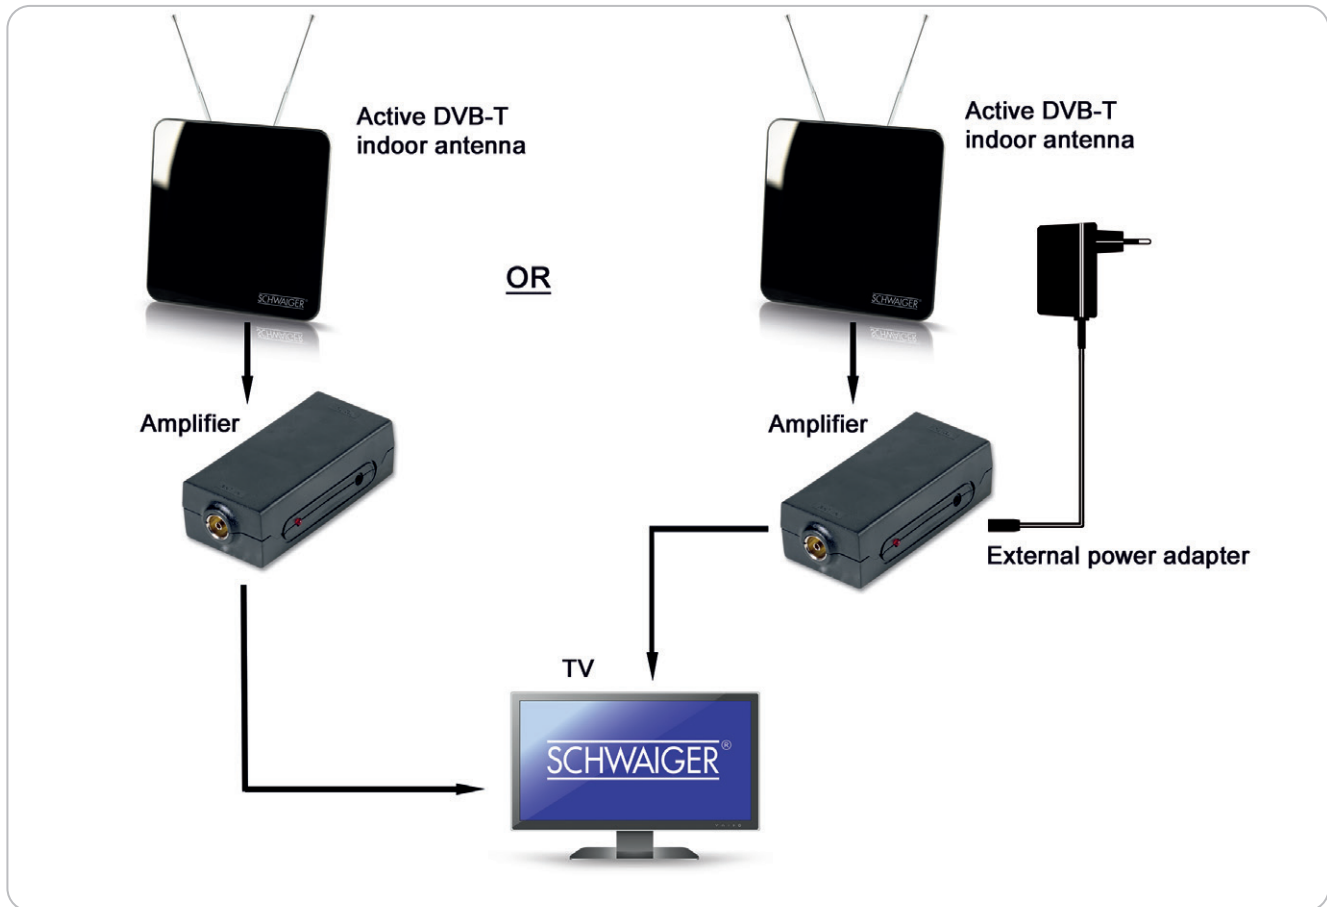 Active DVB-T
indoor antenna
SCHWAIGER
Amplifier
OR
Active DVB-T
indoor antenna
SCHWAIGER
Amplifier
External power adapter
TV
SCHWAIGER®